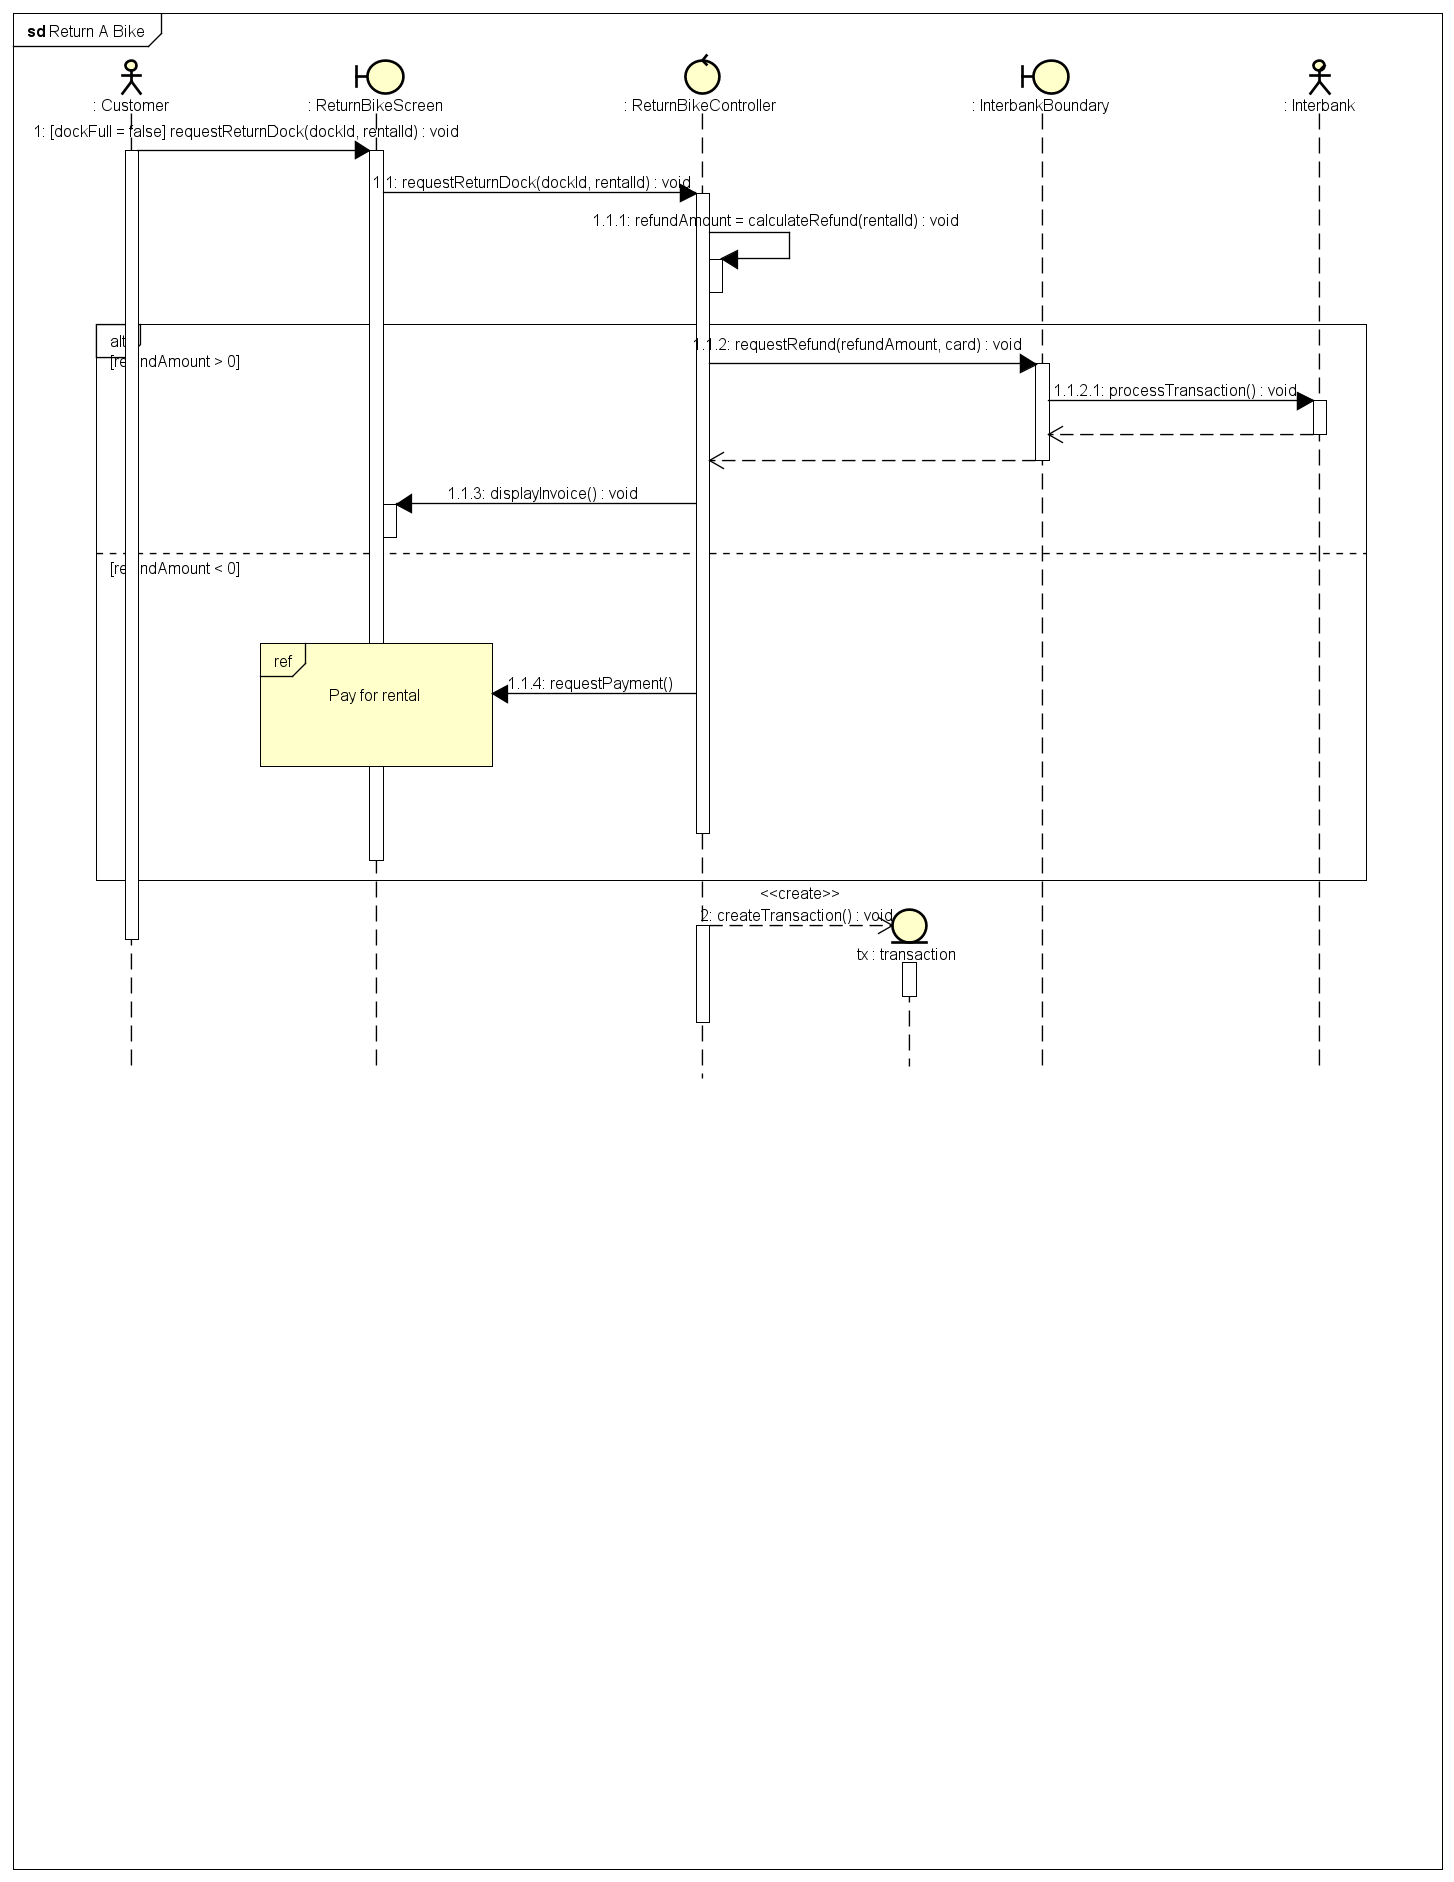 sd Return A Bike
: Customer
: ReturnBikeScreen
: ReturnBikeController
: InterbankBoundary
: Interbank
1: [dockFull = false] requestReturnDock(dockId, rentalId) : void
1.1: requestReturnDock(dockId, rentalId) : void
1.1.1: refundAmount = calculateRefund(rentalId) : void
alt
[refundAmount > 0]
1.1.2: requestRefund(refundAmount, card) : void
1.1.2.1: processTransaction() : void
1.1.3: displayInvoice() : void
[refundAmount < 0]
ref
Pay for rental
1.1.4: requestPayment()
<<create>>
2: createTransaction() : void
tx : transaction